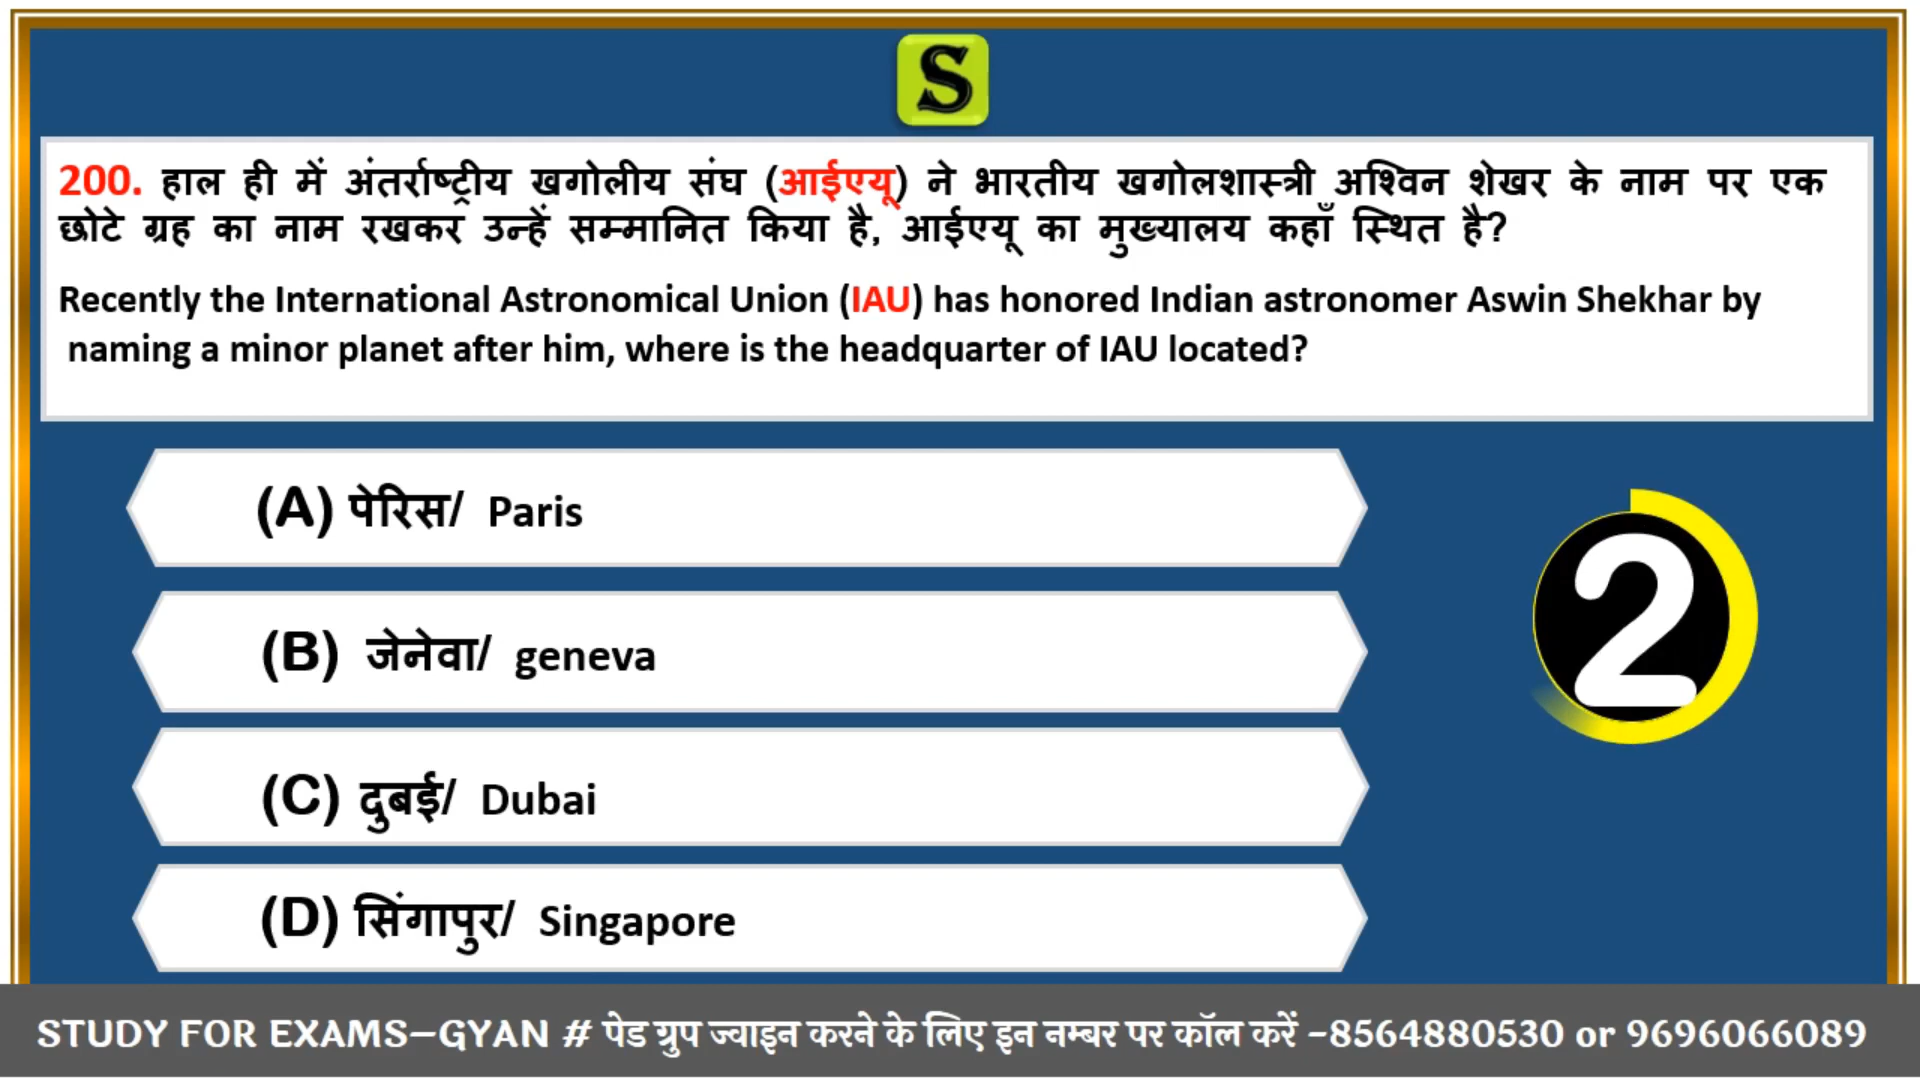 S
200. हाल ही में अंतर्राष्ट्रीय खगोलीय संघ (आईएयू) ने भारतीय खगोलशास्त्री अश्विन शेखर के नाम पर एक
छोटे ग्रह का नाम रखकर उन्हें सम्मानित किया है, आईएयू का मुख्यालय कहाँ स्थित है?
Recently the International Astronomical Union (IAU) has honored Indian astronomer Aswin Shekhar by
naming a minor planet after him, where is the headquarter of IAU located?
(A) पेरिस/ Paris
(B) जेनेवा/ geneva
2
(C) दुबई/ Dubai
(D) सिंगापुर/ Singapore
STUDY FOR EXAMS–GYAN # पेड ग्रुप ज्वाइन करने के लिए इन नम्बर पर कॉल करें -8564880530 or 9696066089